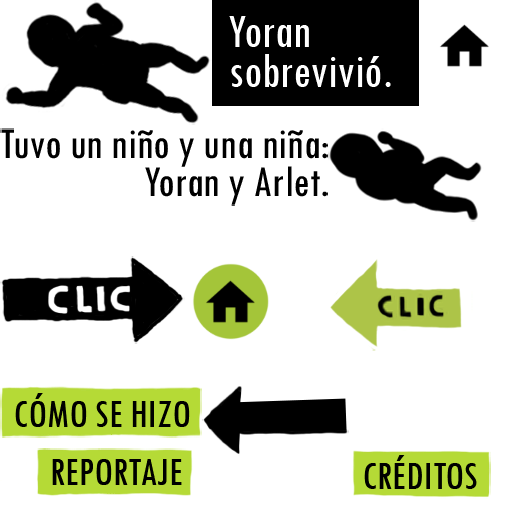 Yoran
sobrevivió.
Tuvo un niño y una niña:
Yoran y Arlet.
CLIC
CLIC
CÓMO SE HIZO
REPORTAJE
CRÉDITOS